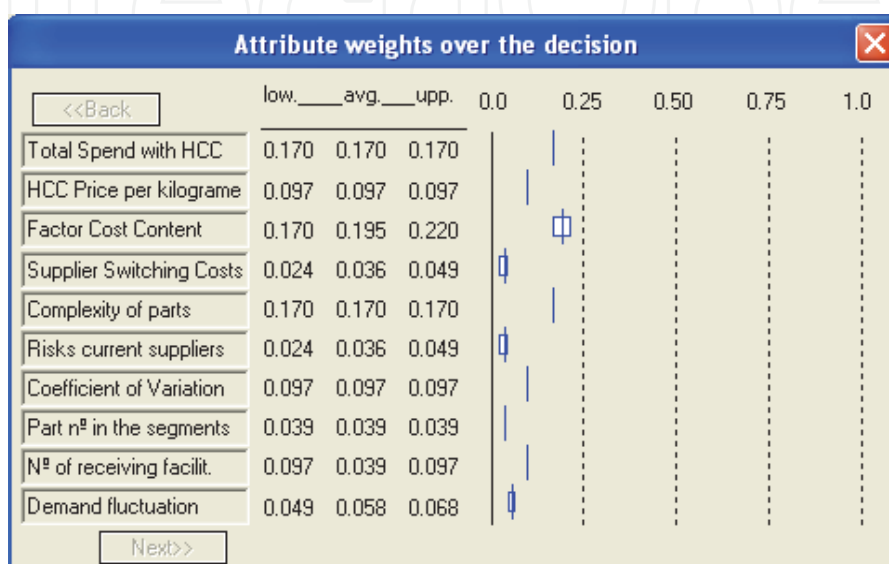 Attribute weights over the decision
<<Back low.____avg.___upp. 0.0 0.25 0.50 0.75 1.0
Total Spend with HCC 0.170 0.170 0.170
HCC Price per kilograme 0.097 0.097 0.097
Factor Cost Content 0.170 0.195 0.220
Supplier Switching Costs 0.024 0.036 0.049
Complexity of parts 0.170 0.170 0.170
Risks current suppliers 0.024 0.036 0.049
Coefficient of Variation 0.097 0.097 0.097
Part nº in the segments 0.039 0.039 0.039
Nº of receiving facilit. 0.097 0.039 0.097
Demand fluctuation 0.049 0.058 0.068
Next>>